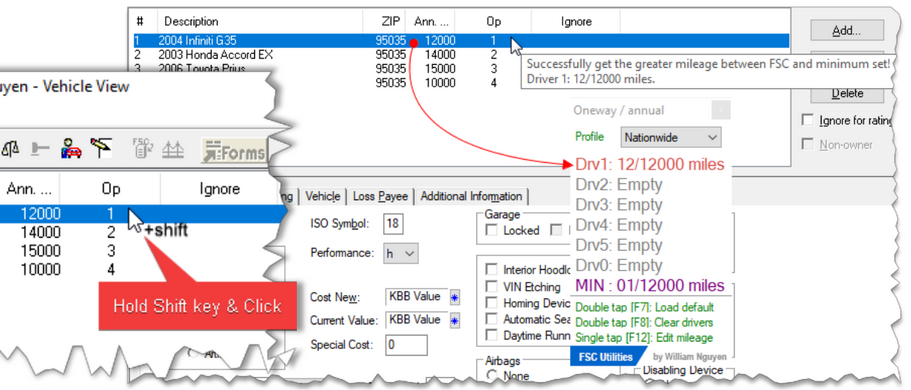 # Description ZIP Ann. ... Op Ignore
1 2004 Infiniti G35 95035 12000 1
2 2003 Honda Accord EX 95035 14000 2
3 2006 Toyota Prius 95035 15000 3
95035 10000 4
Add...
Delete
Ignore for rating
Non-owner
Successfully get the greater mileage between FSC and minimum set!
Driver 1: 12/12000 miles.
Oneway / annual
Profile Nationwide
Drv1: 12/12000 miles
Drv2: Empty
Drv3: Empty
Drv4: Empty
Drv5: Empty
Drv0: Empty
MIN : 01/12000 miles
Double tap [F7]: Load default
Double tap [F8]: Clear drivers
Single tap [F12]: Edit mileage
FSC Utilities by William Nguyen
uyen - Vehicle View
FSC
Forms
Ann. ... Op Ignore
12000 1
14000 2
15000 3
10000 4
+shift
Hold Shift key & Click
ng Vehicle Loss Payee Additional Information
ISO Symbol: 18
Performance: h
Cost New: KBB Value
Current Value: KBB Value
Special Cost: 0
Garage
Locked
Interior Hoodlo
VIN Etching
Homing Devic
Automatic Sea
Daytime Runn
Airbags
None
Disabling Device